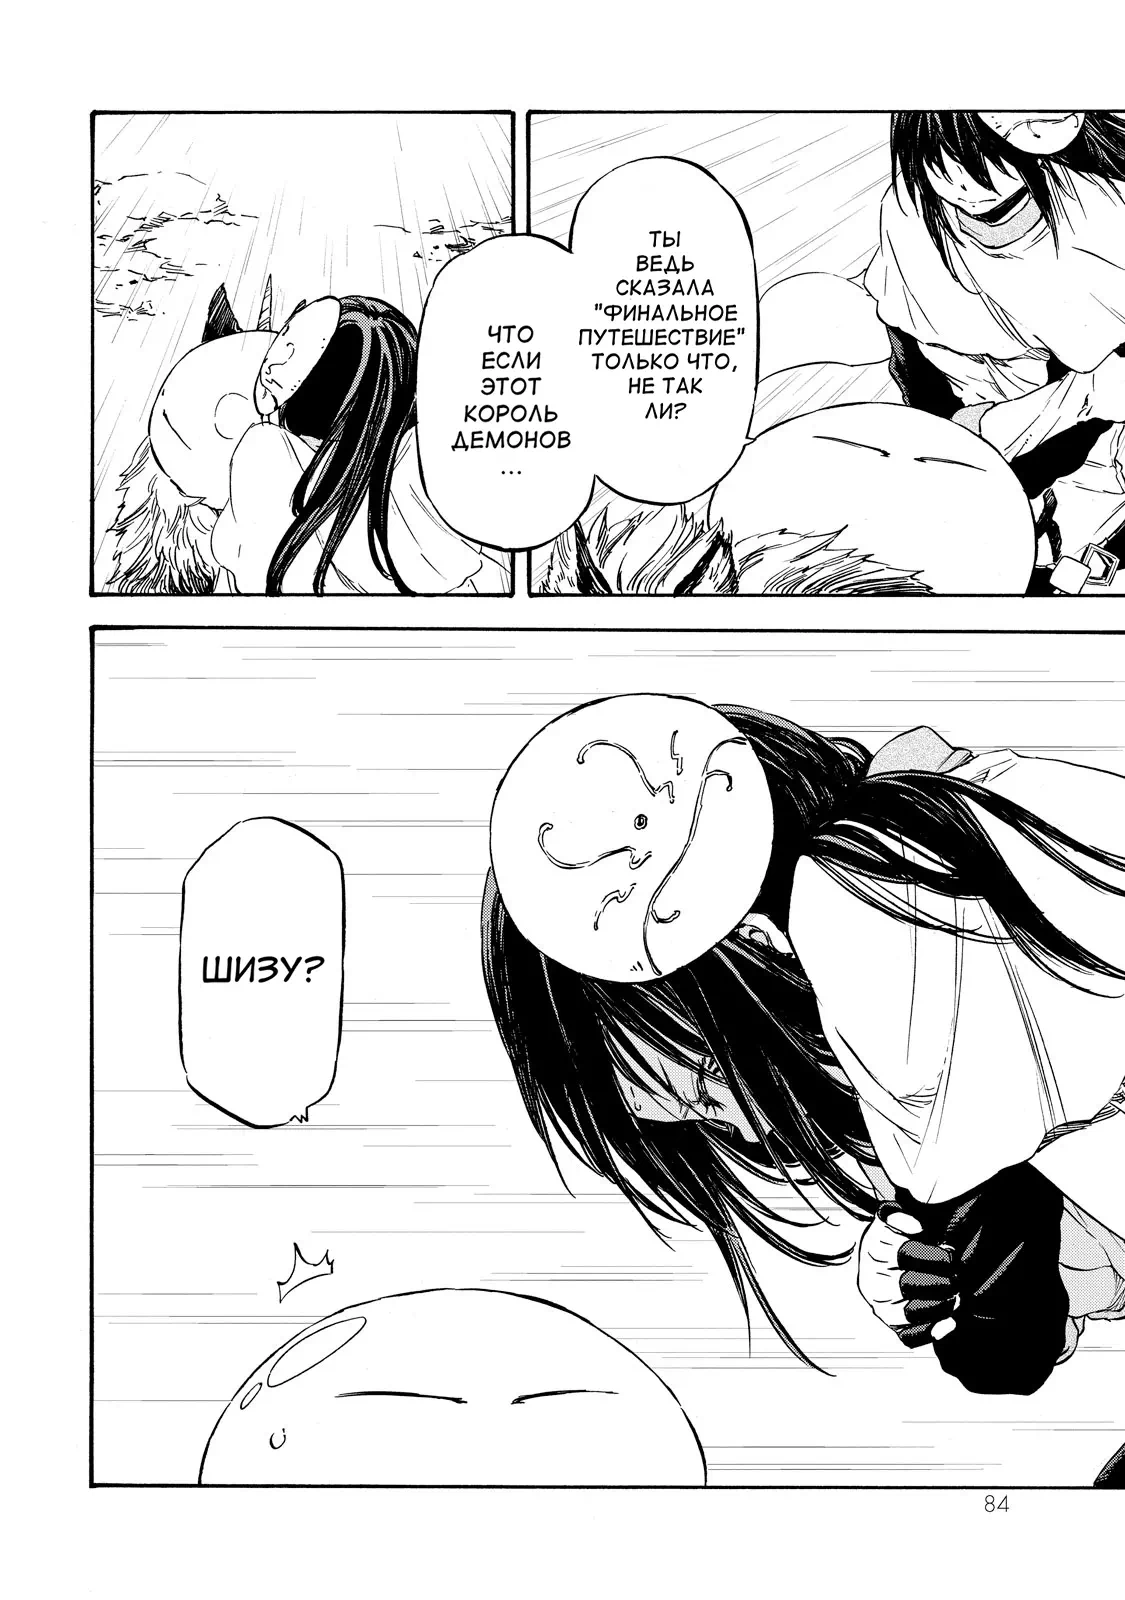 ТЫ
ВЕДЬ
СКАЗАЛА
"ФИНАЛЬНОЕ
ПУТЕШЕСТВИЕ"
ТОЛЬКО ЧТО,
НЕ ТАК
ЛИ?
ЧТО
ЕСЛИ
ЭТОТ
КОРОЛЬ
ДЕМОНОВ
...
ШИЗУ?
84